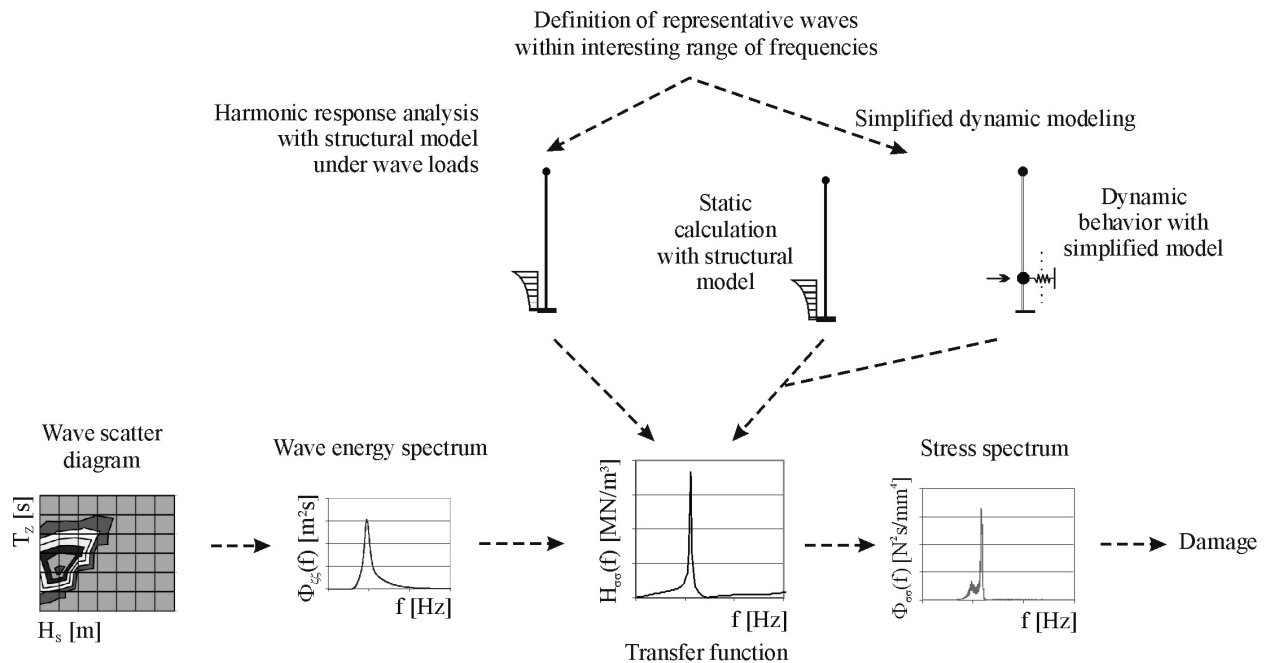 Definition of representative waves
within interesting range of frequencies
Harmonic response analysis
with structural model
under wave loads
Simplified dynamic modeling
Static
calculation
with structural
model
Dynamic
behavior with
simplified model
Wave scatter
diagram
T_Z [s]
H_s [m]
Wave energy spectrum
Φ_ζζ(f) [m²s]
f [Hz]
H_σσ(f) [MN/m³]
f [Hz]
Transfer function
Stress spectrum
Φ_σσ(f) [N²s/mm⁴]
f [Hz]
Damage